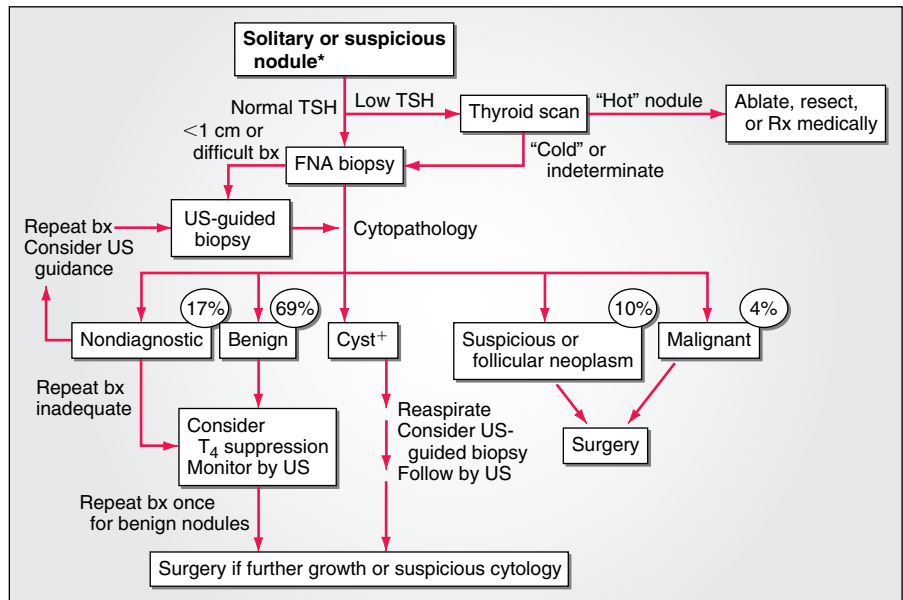 Solitary or suspicious
nodule*
Normal TSH
Low TSH
Thyroid scan
"Hot" nodule
Ablate, resect,
or Rx medically
<1 cm or
difficult bx
FNA biopsy
"Cold" or
indeterminate
Repeat bx
Consider US
guidance
US-guided
biopsy
Cytopathology
17%
Nondiagnostic
69%
Benign
Cyst+
10%
Suspicious or
follicular neoplasm
4%
Malignant
Repeat bx
inadequate
Consider
T4 suppression
Monitor by US
Reaspirate
Consider US-
guided biopsy
Follow by US
Surgery
Repeat bx once
for benign nodules
Surgery if further growth or suspicious cytology